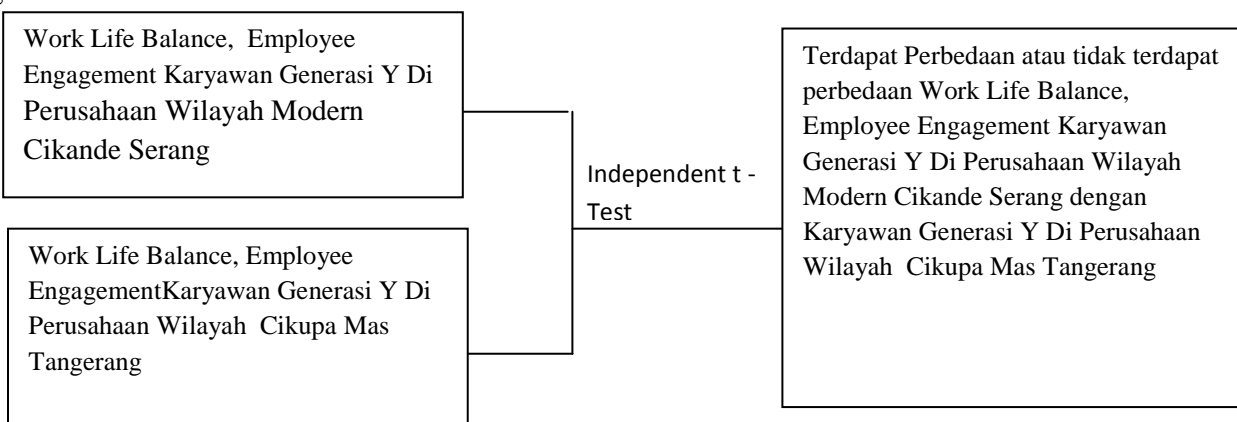 Work Life Balance, Employee
Engagement Karyawan Generasi Y Di
Perusahaan Wilayah Modern
Cikande Serang
Work Life Balance, Employee
EngagementKaryawan Generasi Y Di
Perusahaan Wilayah Cikupa Mas
Tangerang
Independent t -
Test
Terdapat Perbedaan atau tidak terdapat
perbedaan Work Life Balance,
Employee Engagement Karyawan
Generasi Y Di Perusahaan Wilayah
Modern Cikande Serang dengan
Karyawan Generasi Y Di Perusahaan
Wilayah Cikupa Mas Tangerang